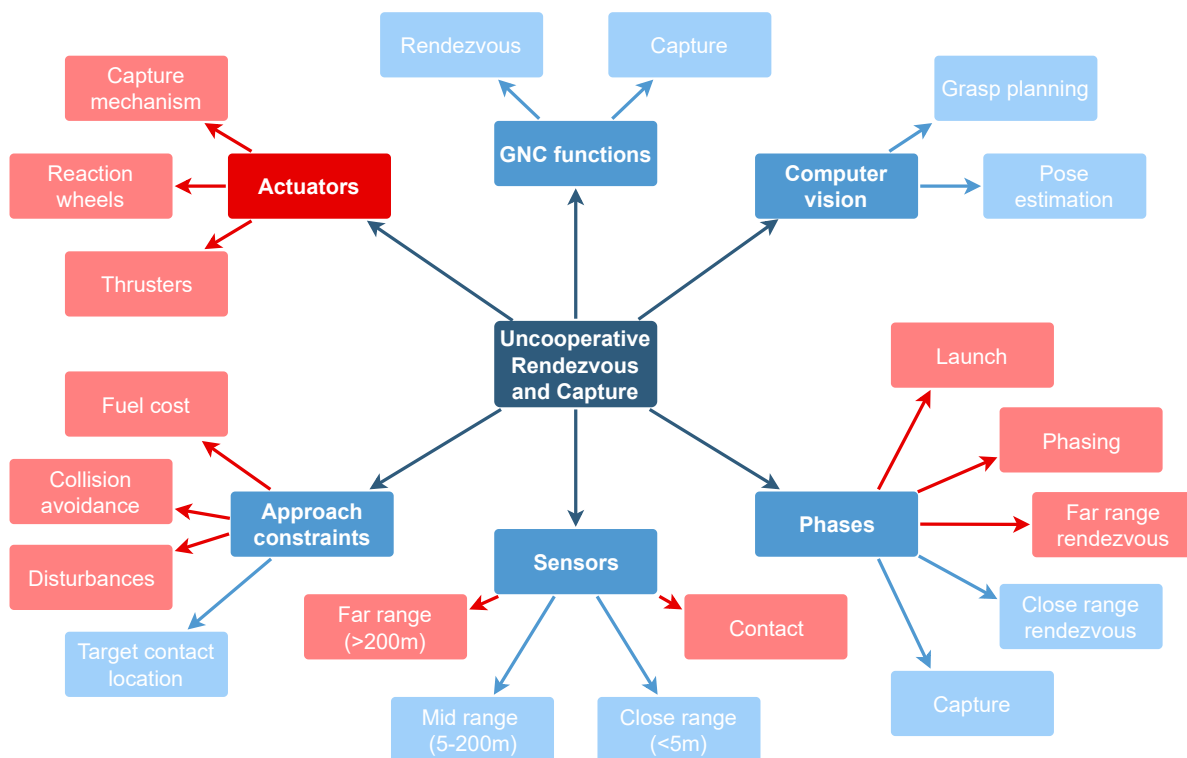 Rendezvous
Capture
Capture
mechanism
Grasp planning
GNC functions
Reaction
wheels
Actuators
Computer
vision
Pose
estimation
Thrusters
Uncooperative
Rendezvous
and Capture
Launch
Fuel cost
Phasing
Collision
avoidance
Approach
constraints
Phases
Far range
rendezvous
Disturbances
Sensors
Close range
rendezvous
Far range
(>200m)
Contact
Target contact
location
Capture
Mid range
(5-200m)
Close range
(<5m)